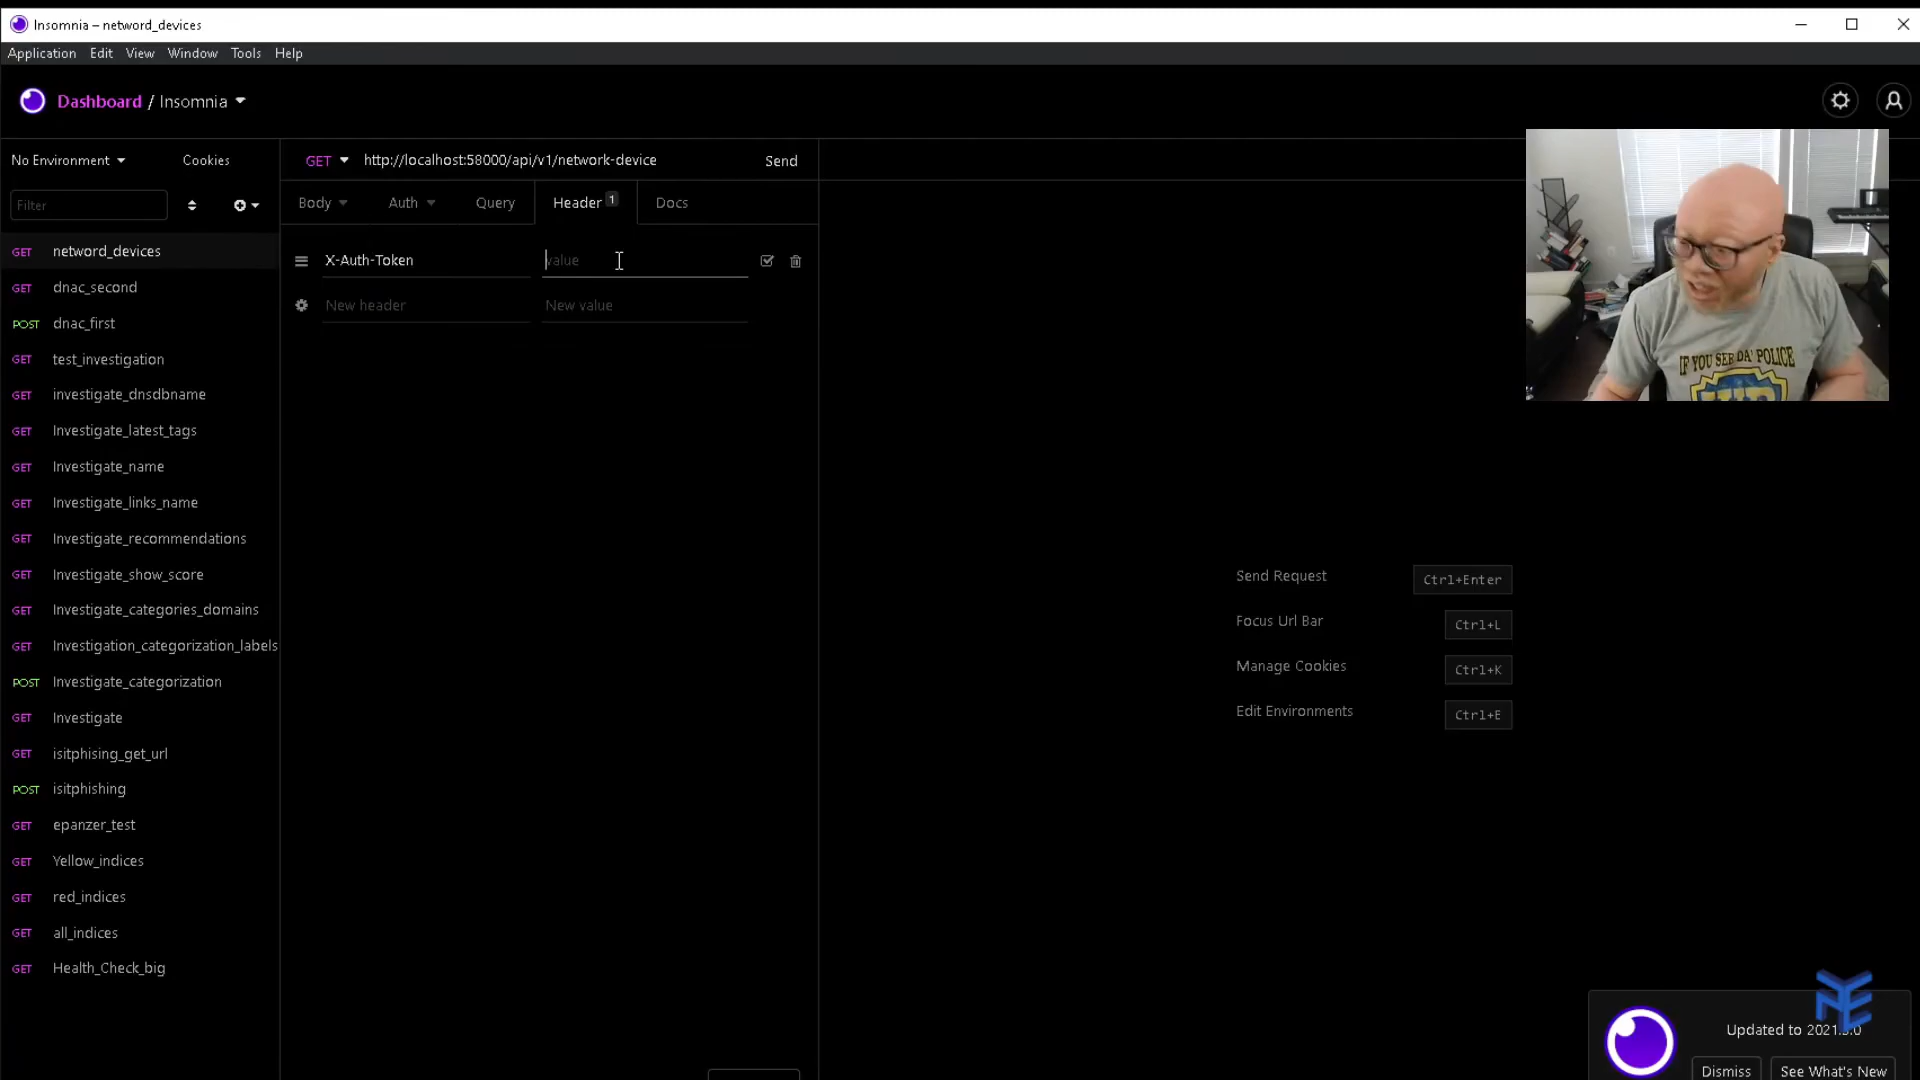 Insomnia – netword_devices
Application Edit View Window Tools Help
Dashboard / Insomnia
No Environment Cookies
GET http://localhost:58000/api/v1/network-device Send
Filter
Body Auth Query Header 1 Docs
X-Auth-Token value
New header New value
GET netword_devices
GET dnac_second
POST dnac_first
GET test_investigation
GET investigate_dnsdbname
GET Investigate_latest_tags
GET Investigate_name
GET Investigate_links_name
GET Investigate_recommendations
GET Investigate_show_score
GET Investigate_categories_domains
GET Investigation_categorization_labels
POST Investigate_categorization
GET Investigate
GET isitphising_get_url
POST isitphishing
GET epanzer_test
GET Yellow_indices
GET red_indices
GET all_indices
GET Health_Check_big
Send Request Ctrl+Enter
Focus Url Bar Ctrl+L
Manage Cookies Ctrl+K
Edit Environments Ctrl+E
IF YOU SEE DA' POLICE
Updated to
Dismiss See What's New